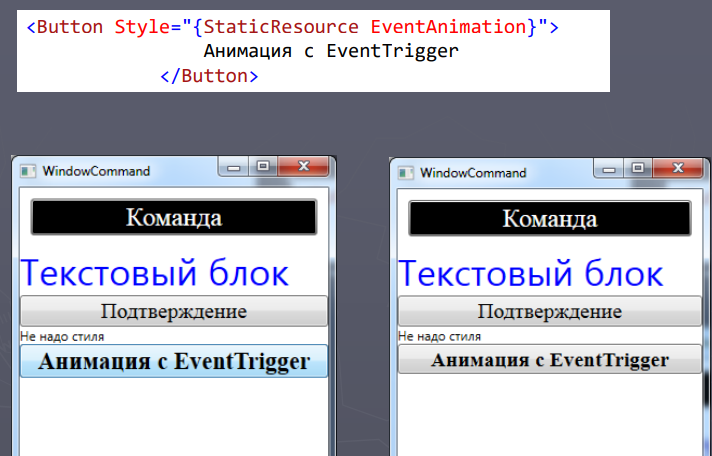 <Button Style="{StaticResource EventAnimation}">
Анимация с EventTrigger
</Button>
WindowCommand
Команда
Текстовый блок
Подтверждение
Не надо стиля
Анимация с EventTrigger
WindowCommand
Команда
Текстовый блок
Подтверждение
Не надо стиля
Анимация с EventTrigger